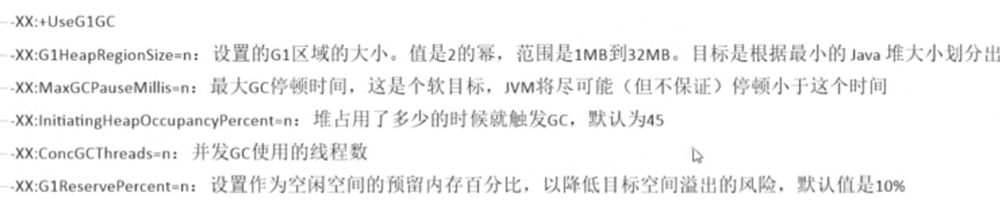 -XX:+UseG1GC
-XX:G1HeapRegionSize=n：设置的G1区域的大小。值是2的幂，范围是1MB到32MB。目标是根据最小的 Java 堆大小划分出
-XX:MaxGCPauseMillis=n：最大GC停顿时间，这是个软目标，JVM将尽可能（但不保证）停顿小于这个时间
-XX:InitiatingHeapOccupancyPercent=n：堆占用了多少的时候就触发GC，默认为45
-XX:ConcGCThreads=n：并发GC使用的线程数
-XX:G1ReservePercent=n：设置作为空闲空间的预留内存百分比，以降低目标空间溢出的风险，默认值是10%